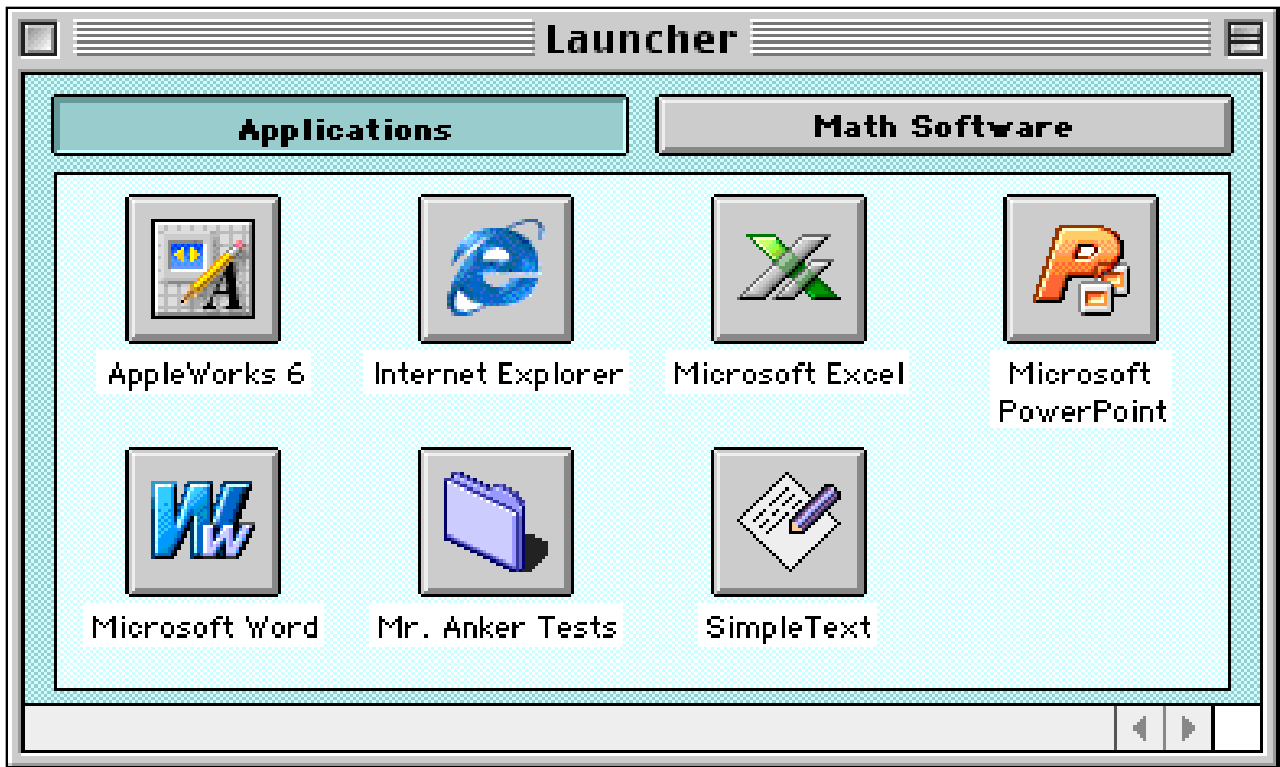 Launcher
Applications
Math Software
AppleWorks 6
Internet Explorer
Microsoft Excel
Microsoft
PowerPoint
Microsoft Word
Mr. Anker Tests
SimpleText